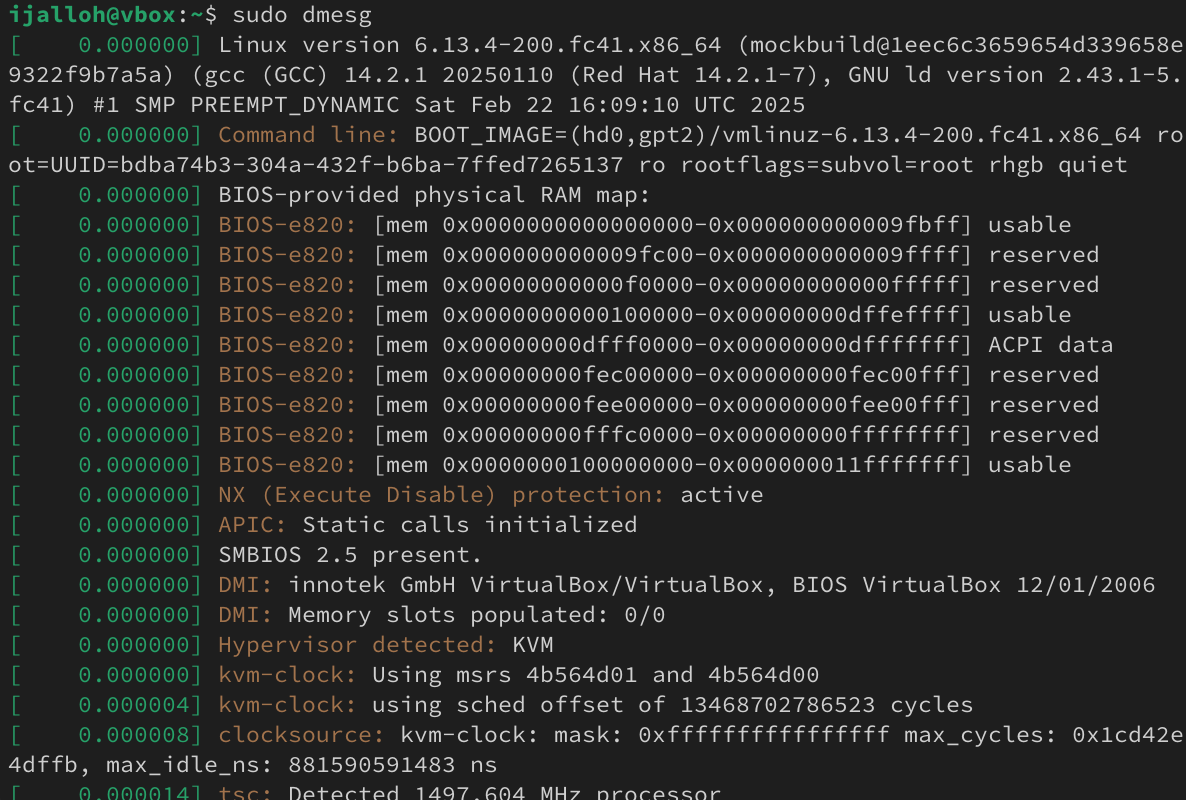 ijalloh@vbox:~$ sudo dmesg
[    0.000000] Linux version 6.13.4-200.fc41.x86_64 (mockbuild@1eec6c3659654d339658e
9322f9b7a5a) (gcc (GCC) 14.2.1 20250110 (Red Hat 14.2.1-7), GNU ld version 2.43.1-5.
fc41) #1 SMP PREEMPT_DYNAMIC Sat Feb 22 16:09:10 UTC 2025
[    0.000000] Command line: BOOT_IMAGE=(hd0,gpt2)/vmlinuz-6.13.4-200.fc41.x86_64 ro
ot=UUID=bdba74b3-304a-432f-b6ba-7ffed7265137 ro rootflags=subvol=root rhgb quiet
[    0.000000] BIOS-provided physical RAM map:
[    0.000000] BIOS-e820: [mem 0x0000000000000000-0x000000000009fbff] usable
[    0.000000] BIOS-e820: [mem 0x000000000009fc00-0x000000000009ffff] reserved
[    0.000000] BIOS-e820: [mem 0x00000000000f0000-0x00000000000fffff] reserved
[    0.000000] BIOS-e820: [mem 0x0000000000100000-0x00000000dffeffff] usable
[    0.000000] BIOS-e820: [mem 0x00000000dfff0000-0x00000000dfffffff] ACPI data
[    0.000000] BIOS-e820: [mem 0x00000000fec00000-0x00000000fec00fff] reserved
[    0.000000] BIOS-e820: [mem 0x00000000fee00000-0x00000000fee00fff] reserved
[    0.000000] BIOS-e820: [mem 0x00000000fffc0000-0x00000000ffffffff] reserved
[    0.000000] BIOS-e820: [mem 0x0000000100000000-0x000000011fffffff] usable
[    0.000000] NX (Execute Disable) protection: active
[    0.000000] APIC: Static calls initialized
[    0.000000] SMBIOS 2.5 present.
[    0.000000] DMI: innotek GmbH VirtualBox/VirtualBox, BIOS VirtualBox 12/01/2006
[    0.000000] DMI: Memory slots populated: 0/0
[    0.000000] Hypervisor detected: KVM
[    0.000000] kvm-clock: Using msrs 4b564d01 and 4b564d00
[    0.000004] kvm-clock: using sched offset of 13468702786523 cycles
[    0.000008] clocksource: kvm-clock: mask: 0xffffffffffffffff max_cycles: 0x1cd42e
4dffb, max_idle_ns: 881590591483 ns
[    0.000014] tsc: Detected 1497.604 MHz processor